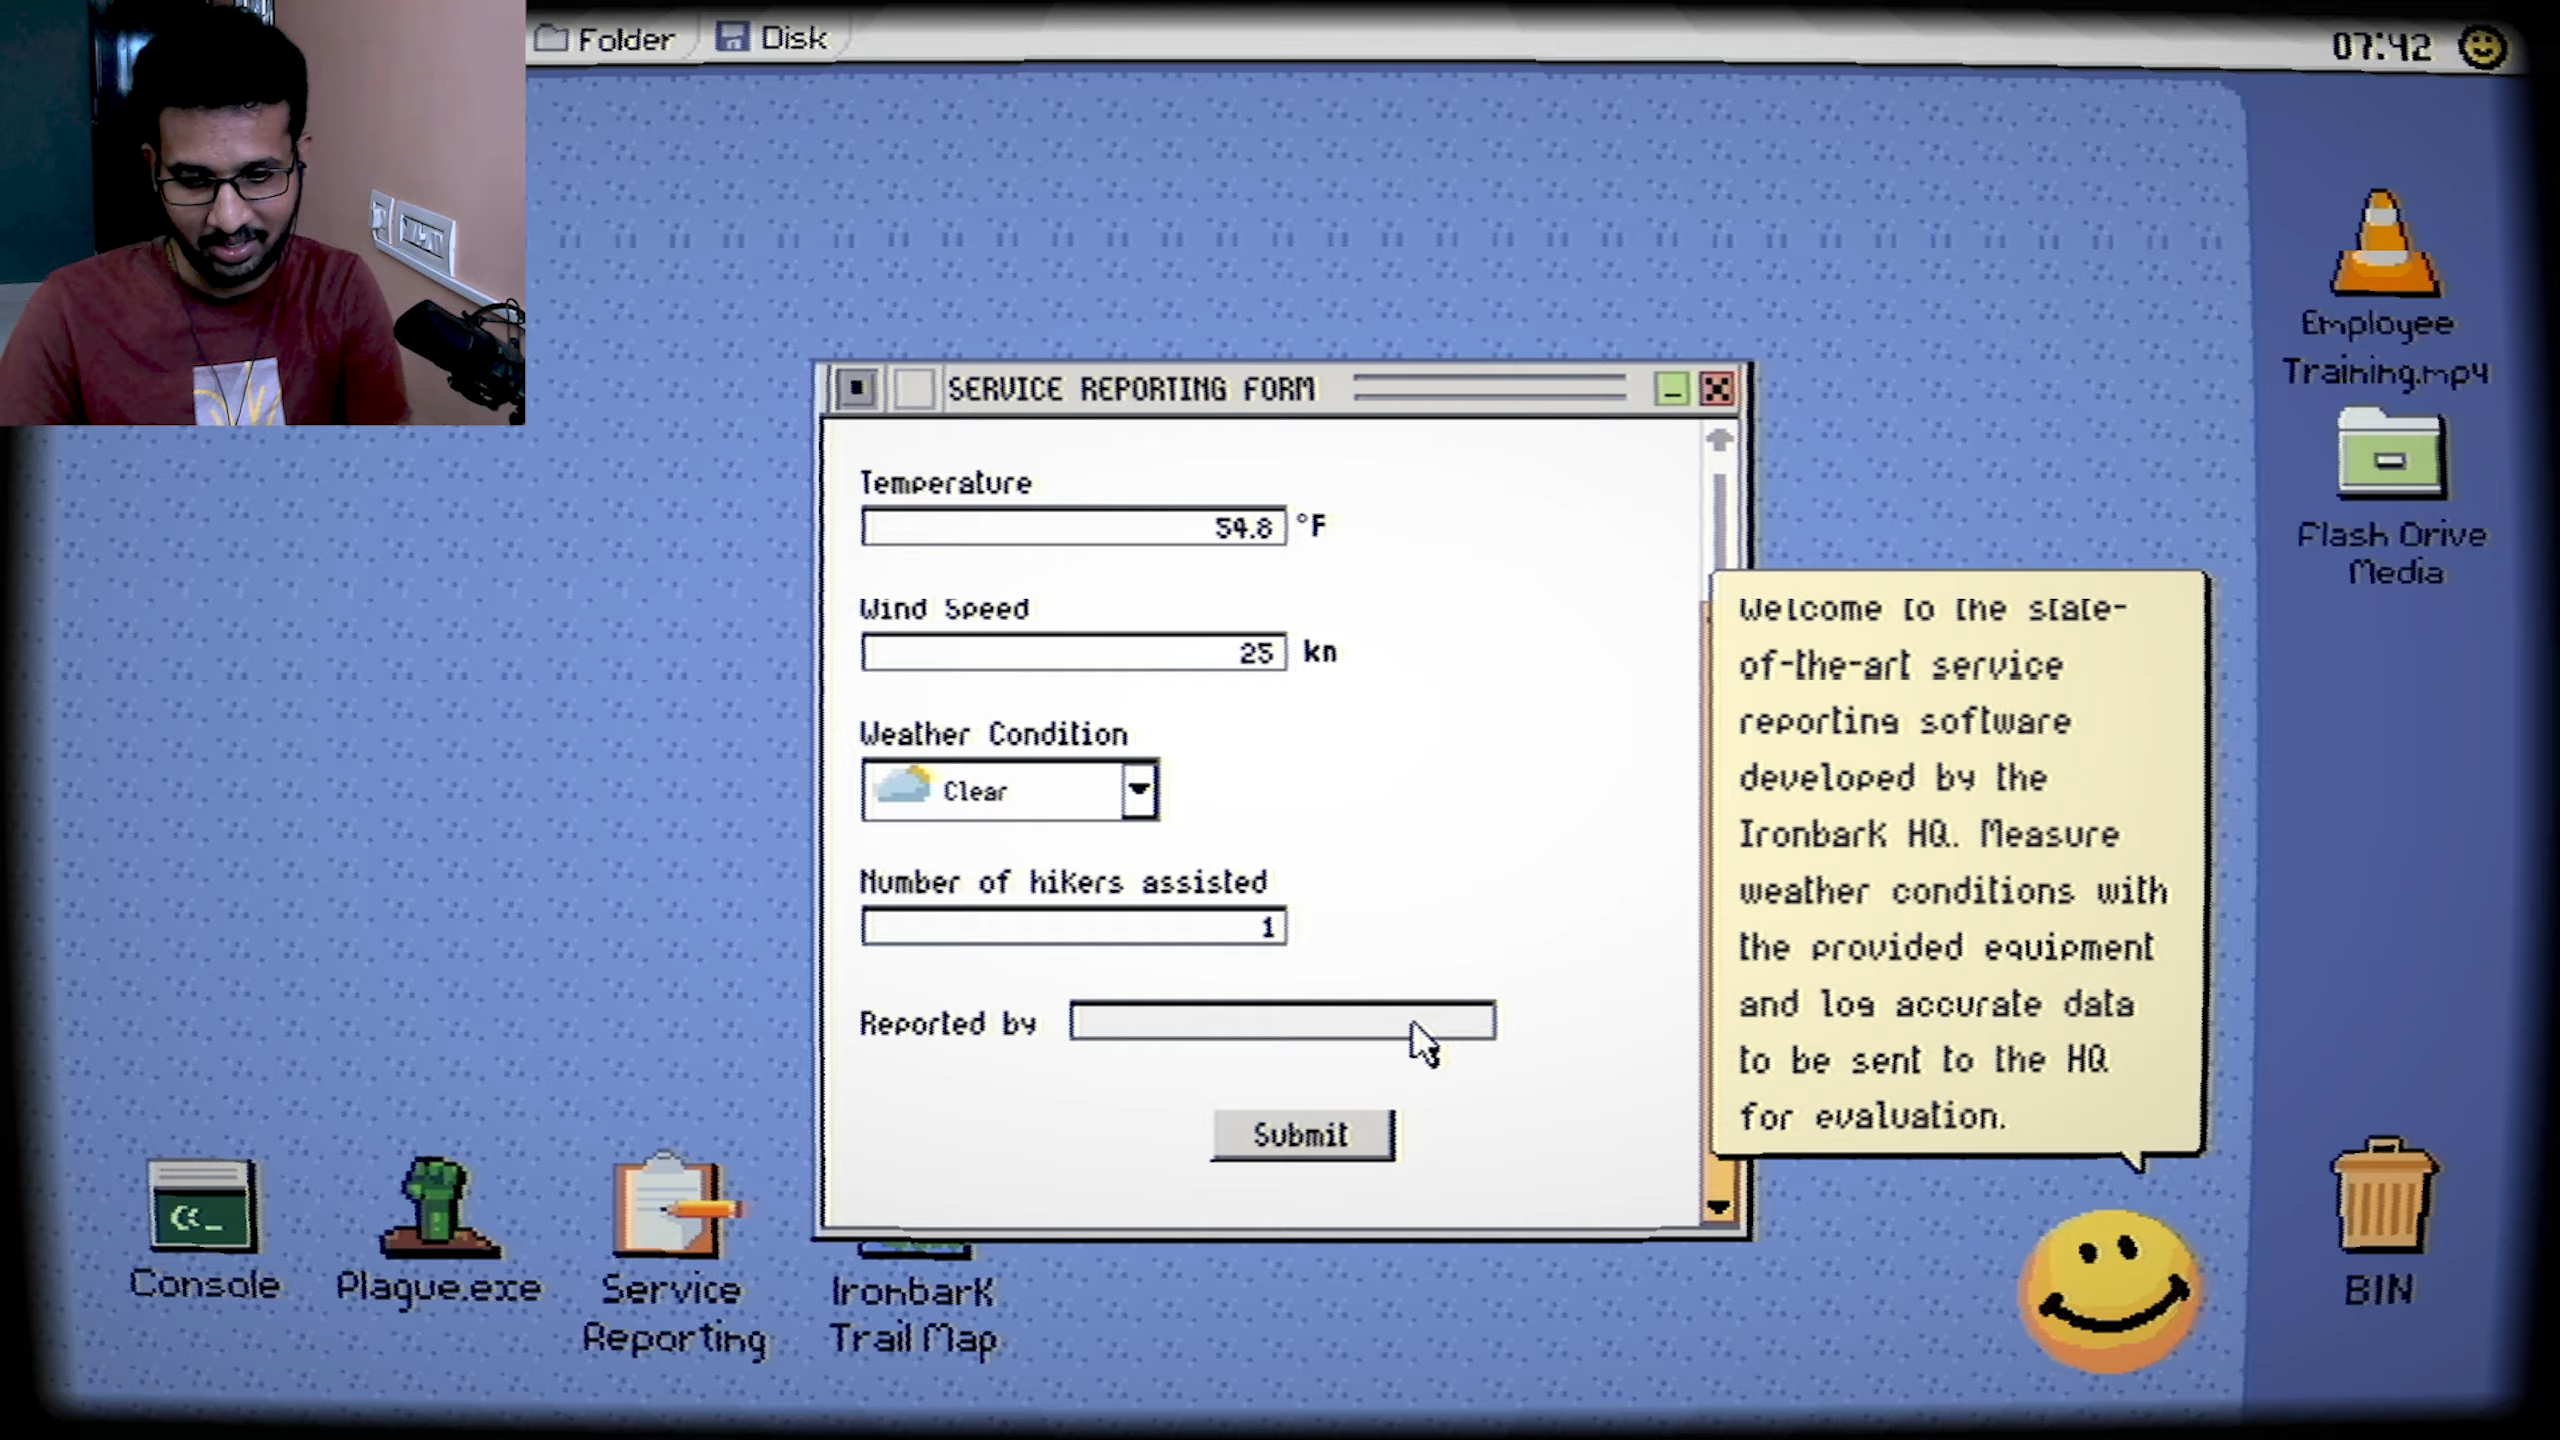 Folder
Disk
07:42
Employee
Training.mp4
Flash Drive
Media
SERVICE REPORTING FORM
Temperature
54.8 °F
Wind Speed
25 kn
Weather Condition
Clear
Number of hikers assisted
1
Reported by
Submit
Welcome to the state-
of-the-art service
reporting software
developed by the
Ironbark HQ. Measure
weather conditions with
the provided equipment
and log accurate data
to be sent to the HQ
for evaluation.
Console
Plague.exe
Service
Reporting
Ironbark
Trail Map
BIN